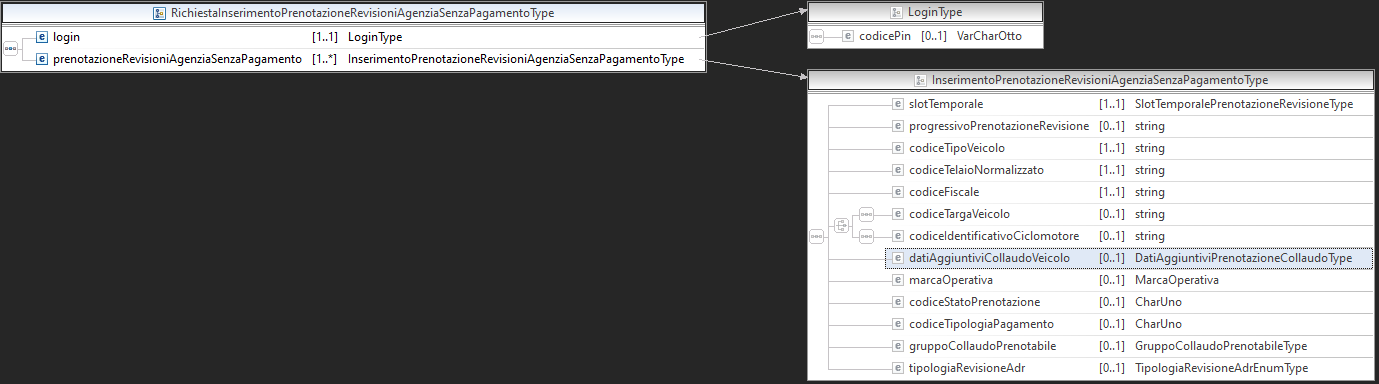 RichiestaInserimentoPrenotazioneRevisioniAgenziaSenzaPagamentoType
e login [1..1] LoginType
e prenotazioneRevisioniAgenziaSenzaPagamento [1..*] InserimentoPrenotazioneRevisioniAgenziaSenzaPagamentoType
LoginType
e codicePin [0..1] VarCharOtto
InserimentoPrenotazioneRevisioniAgenziaSenzaPagamentoType
e slotTemporale [1..1] SlotTemporalePrenotazioneRevisioneType
e progressivoPrenotazioneRevisione [0..1] string
e codiceTipoVeicolo [1..1] string
e codiceTelaioNormalizzato [1..1] string
e codiceFiscale [1..1] string
e codiceTargaVeicolo [0..1] string
e codiceIdentificativoCiclomotore [0..1] string
e datiAggiuntiviCollaudoVeicolo [0..1] DatiAggiuntiviPrenotazioneCollaudoType
e marcaOperativa [0..1] MarcaOperativa
e codiceStatoPrenotazione [0..1] CharUno
e codiceTipologiaPagamento [0..1] CharUno
e gruppoCollaudoPrenotabile [0..1] GruppoCollaudoPrenotabileType
e tipologiaRevisioneAdr [0..1] TipologiaRevisioneAdrEnumType